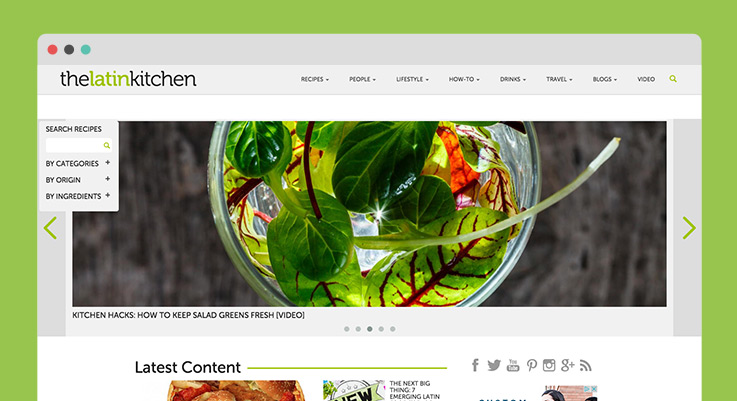 thelatinkitchen
RECIPES PEOPLE LIFESTYLE HOW-TO DRINKS TRAVEL BLOGS VIDEO
SEARCH RECIPES
BY CATEGORIES +
BY ORIGIN +
BY INGREDIENTS +
KITCHEN HACKS: HOW TO KEEP SALAD GREENS FRESH [VIDEO]
Latest Content
You
Tube
g+
NEW
THE NEXT BIG
THING: 7
EMERGING LATIN